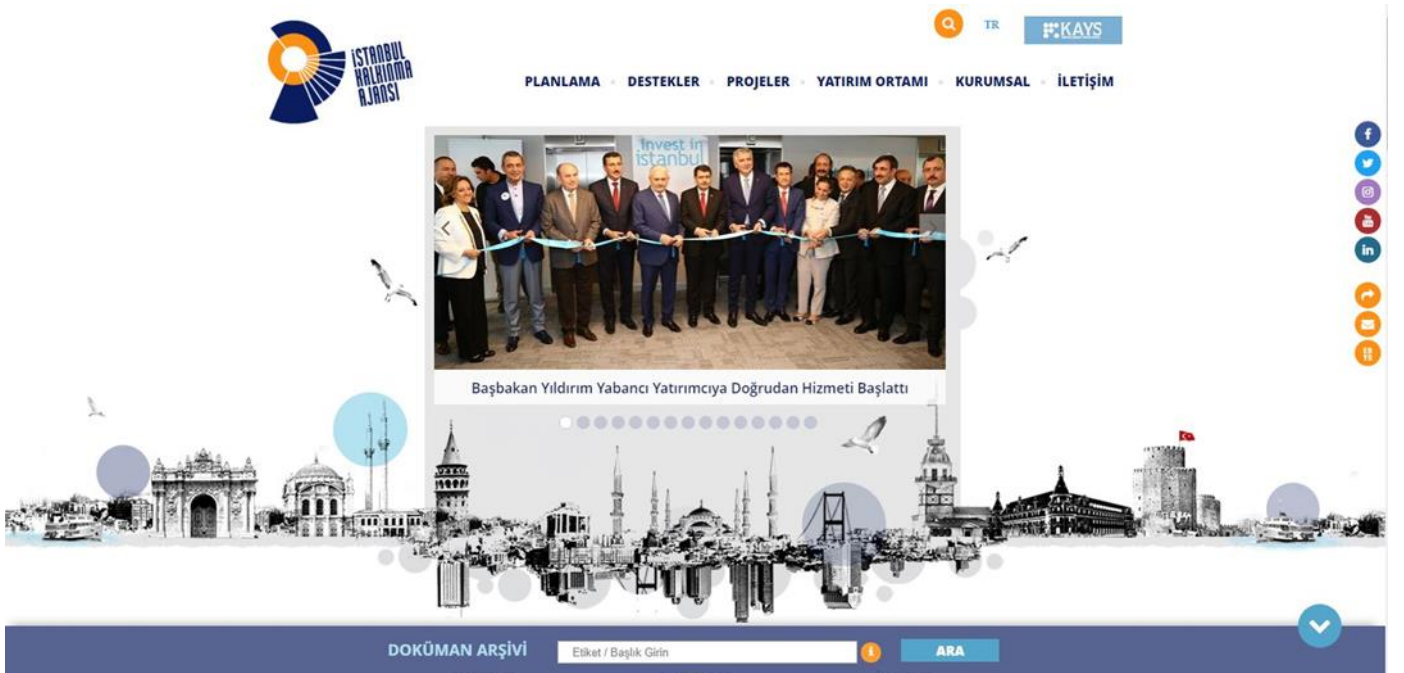 İSTANBUL
KALKINMA
AJANSI
TR
KAYS
PLANLAMA
DESTEKLER
PROJELER
YATIRIM ORTAMI
KURUMSAL
İLETİŞİM
invest in
istanbul
Başbakan Yıldırım Yabancı Yatırımcıya Doğrudan Hizmeti Başlattı
DOKÜMAN ARŞİVİ
Etiket / Başlık Girin
i
ARA